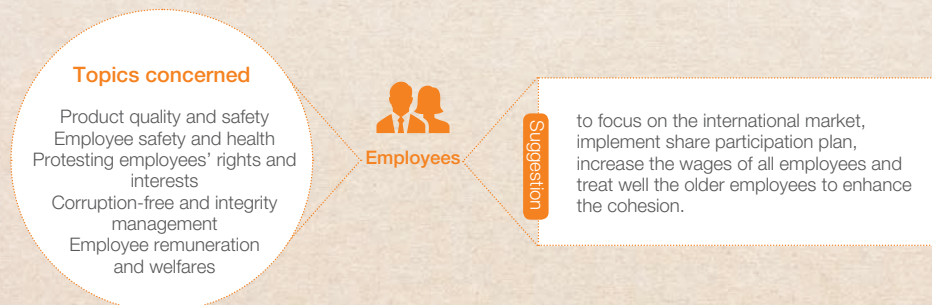 Topics concerned
Product quality and safety
Employee safety and health
Protesting employees' rights and
interests
Corruption-free and integrity
management
Employee remuneration
and welfares
Employees
Suggestion
to focus on the international market,
implement share participation plan,
increase the wages of all employees and
treat well the older employees to enhance
the cohesion.